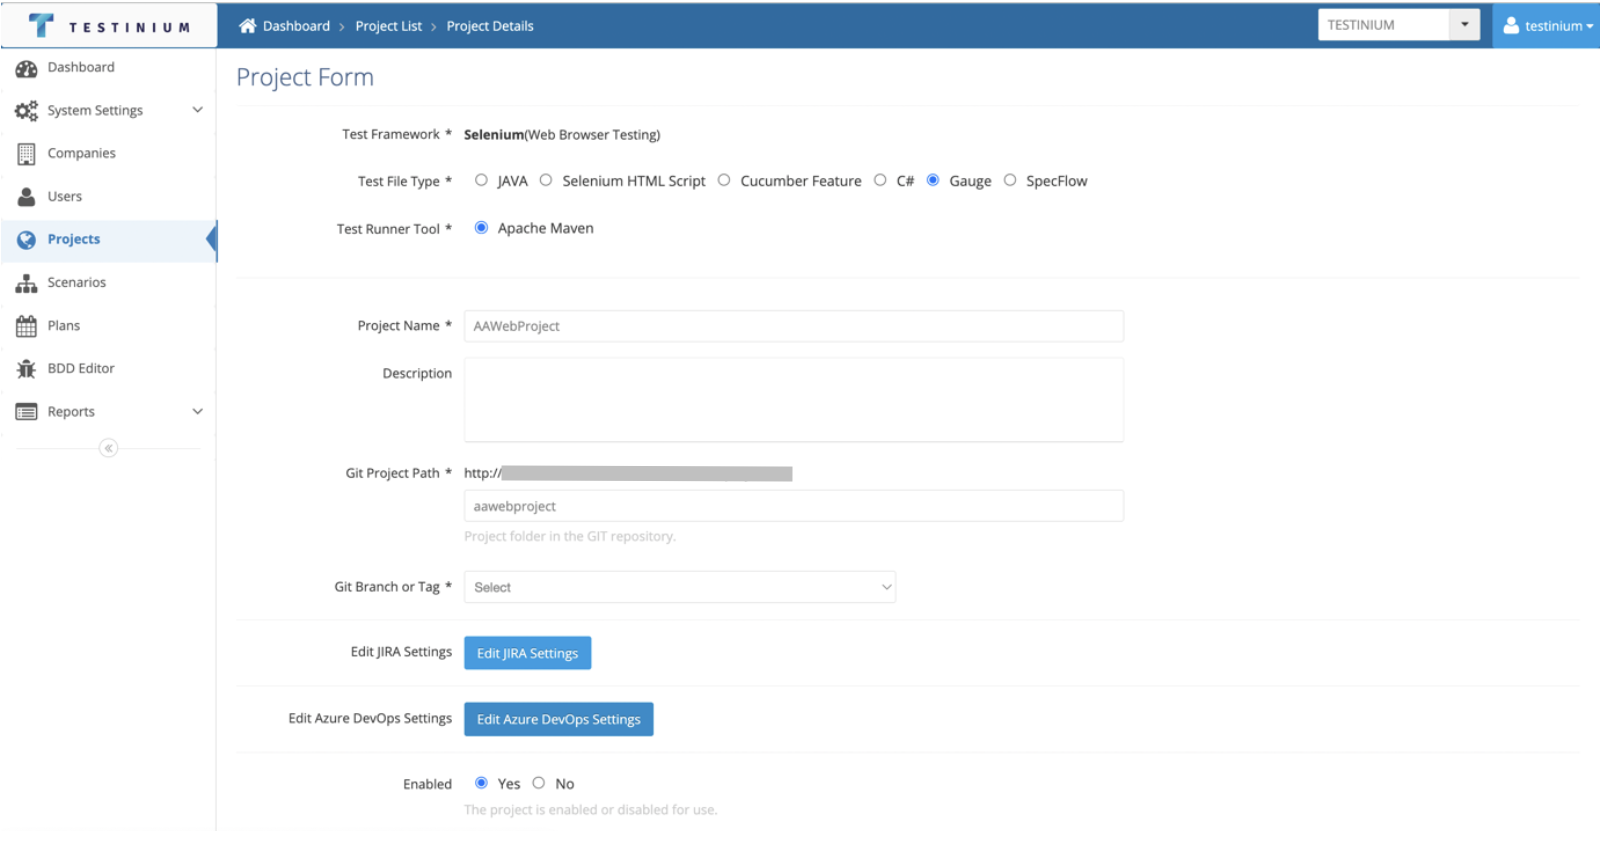 TESTINIUM
Dashboard > Project List > Project Details
TESTINIUM
testinium
Dashboard
System Settings
Companies
Users
Projects
Scenarios
Plans
BDD Editor
Reports
Project Form
Test Framework * Selenium(Web Browser Testing)
Test File Type * JAVA Selenium HTML Script Cucumber Feature C# Gauge SpecFlow
Test Runner Tool * Apache Maven
Project Name * AAWebProject
Description
Git Project Path * http://
aawebproject
Project folder in the GIT repository.
Git Branch or Tag * Select
Edit JIRA Settings Edit JIRA Settings
Edit Azure DevOps Settings Edit Azure DevOps Settings
Enabled Yes No
The project is enabled or disabled for use.